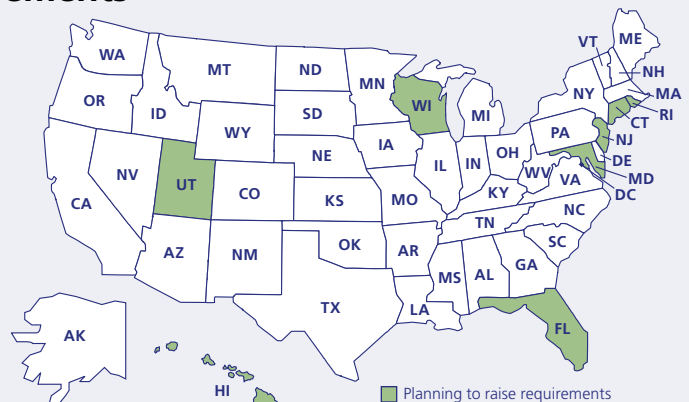 WA
MT
ND
MN
OR
ID
WY
SD
WI
MI
VT
ME
NH
MA
NY
RI
CT
PA
NJ
DE
MD
DC
NV
UT
CO
NE
IA
IL
IN
OH
WV
VA
CA
KS
MO
KY
NC
AZ
NM
OK
AR
TN
SC
MS
AL
GA
TX
LA
FL
AK
HI
Planning to raise requirements